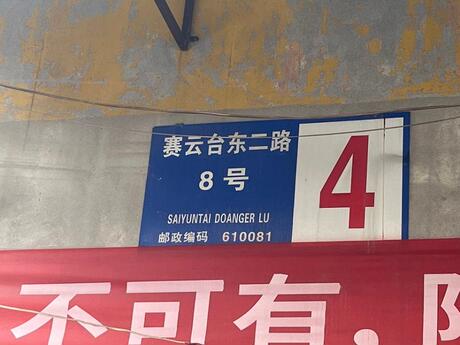 赛云台东二路
8号
4
SAIYUNTAI DOANGER LU
邮政编码 610081
不可有,